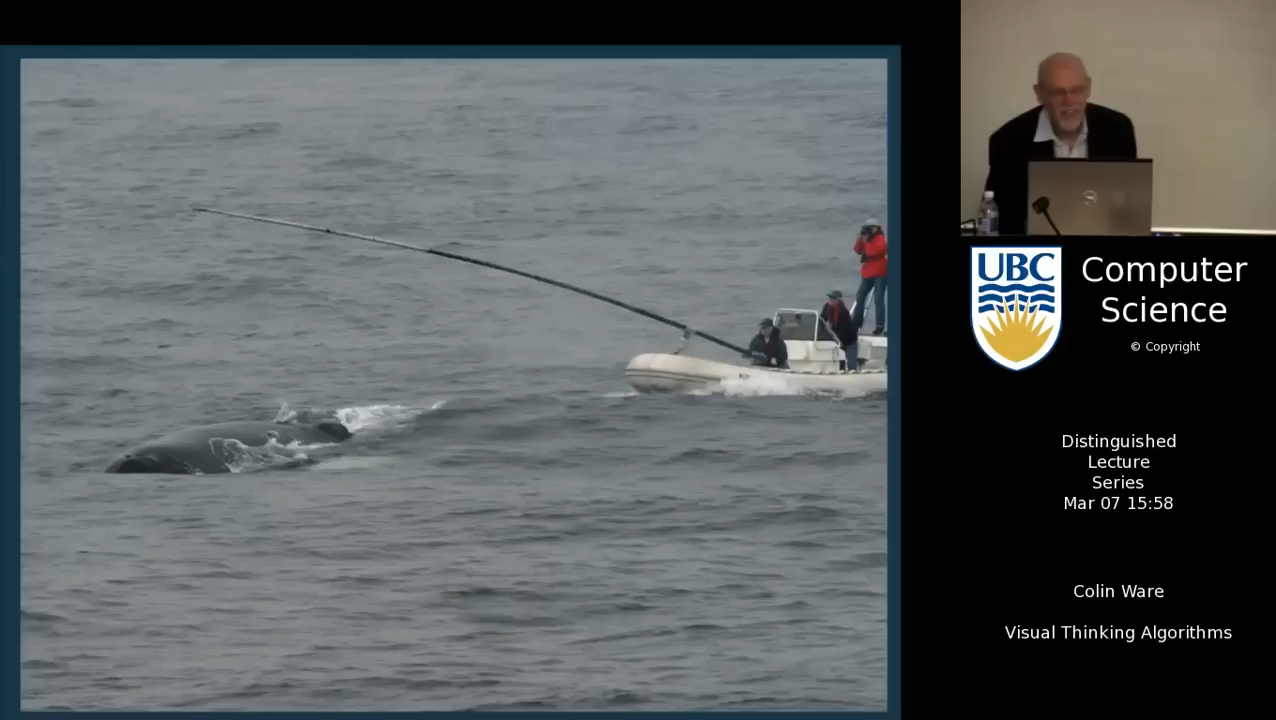 UBC
Computer
Science
© Copyright
Distinguished
Lecture
Series
Mar 07 15:58
Colin Ware
Visual Thinking Algorithms